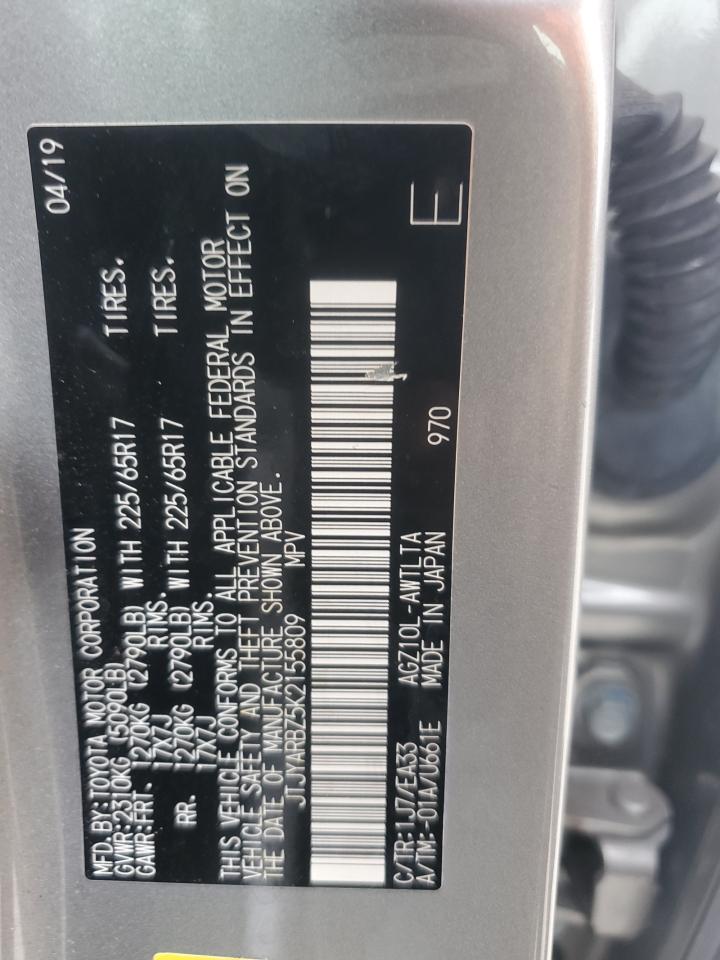 MFD. BY: TOYOTA MOTOR CORPORATION 04/19
GVWR: 2310KG (5090LB)
GAWR: FRT. 1270KG (2790LB) WITH 225/65R17 TIRES.
17X7J RIMS.
RR. 1270KG (2790LB) WITH 225/65R17 TIRES.
17X7J RIMS.
THIS VEHICLE CONFORMS TO ALL APPLICABLE FEDERAL MOTOR
VEHICLE SAFETY AND THEFT PREVENTION STANDARDS IN EFFECT ON
THE DATE OF MANUFACTURE SHOWN ABOVE.
JTJYARBZ5K2155809 MPV
E
C/TR: 1J7/EA33 AGZ10L-AWTLTA
A/TM: -01A/U661E MADE IN JAPAN 970